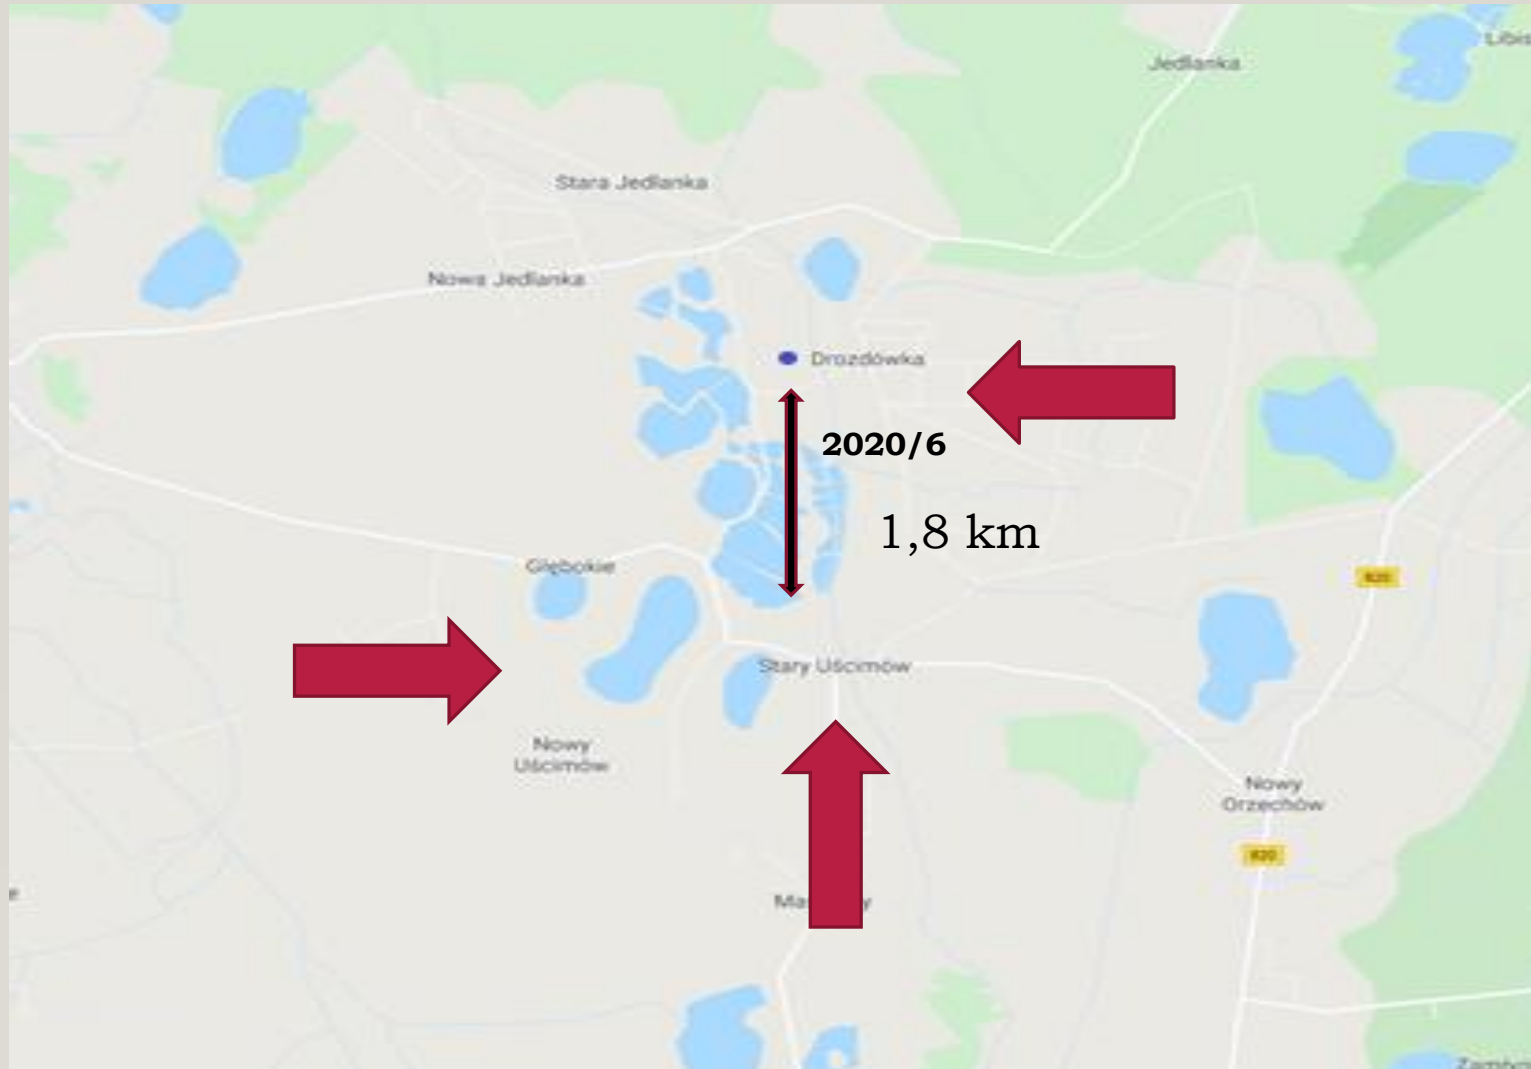 Libis
Jedlanka
Stara Jedlanka
Nowa Jedlanka
Drozdówka
2020/6
1,8 km
Głębokie
820
Stary Uścimów
Nowy
Uścimów
Nowy
Orzechów
820